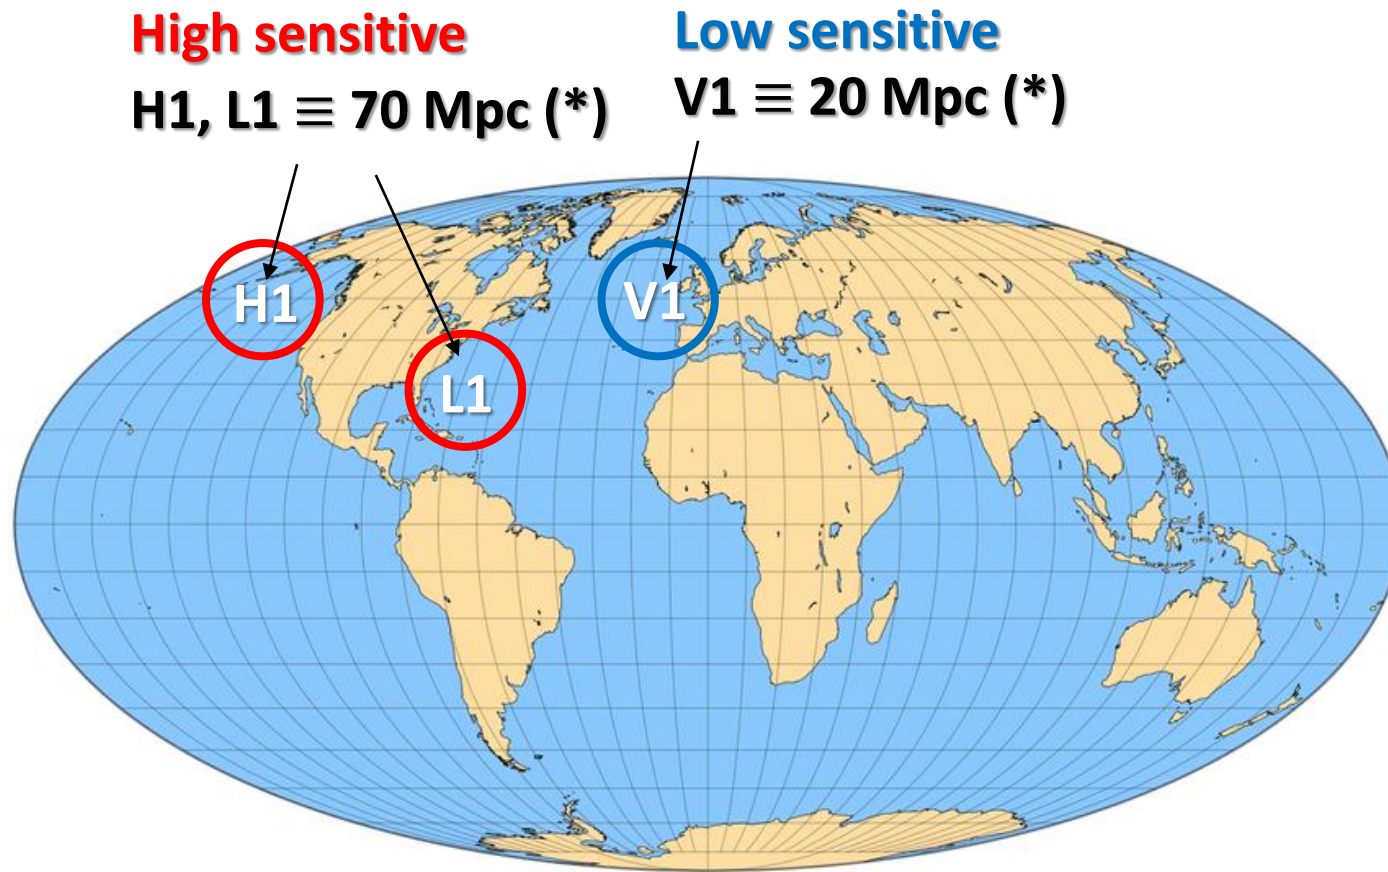 High sensitive
H1, L1 ≡ 70 Mpc (*)
Low sensitive
V1 ≡ 20 Mpc (*)
H1
V1
L1